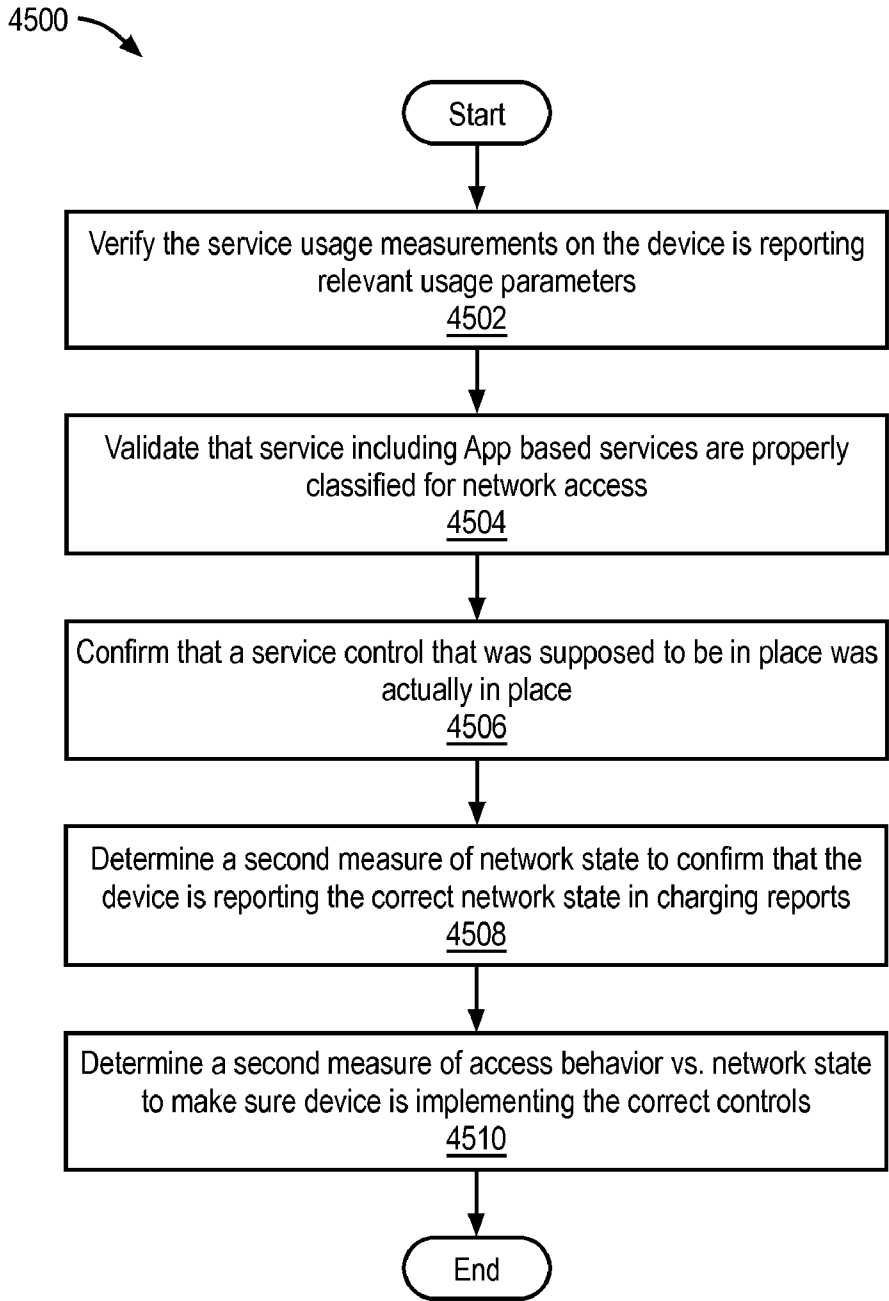 4500
Start
Verify the service usage measurements on the device is reporting
relevant usage parameters
4502
Validate that service including App based services are properly
classified for network access
4504
Confirm that a service control that was supposed to be in place was
actually in place
4506
Determine a second measure of network state to confirm that the
device is reporting the correct network state in charging reports
4508
Determine a second measure of access behavior vs. network state
to make sure device is implementing the correct controls
4510
End